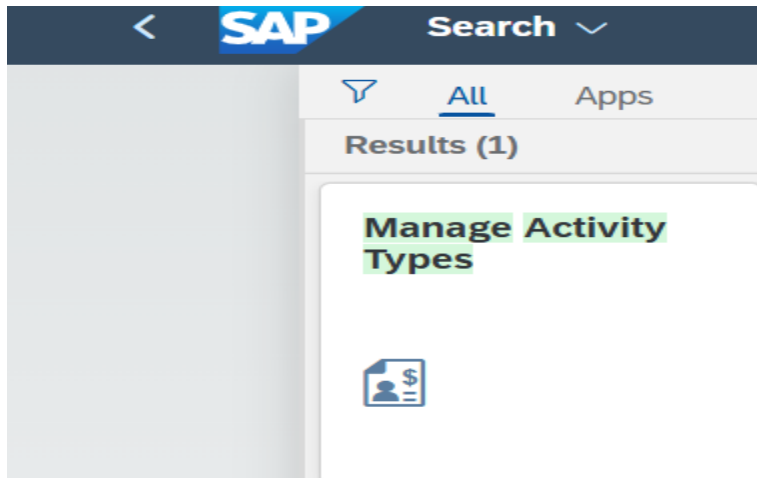 SAP Search
All Apps
Results (1)
Manage Activity
Types
$